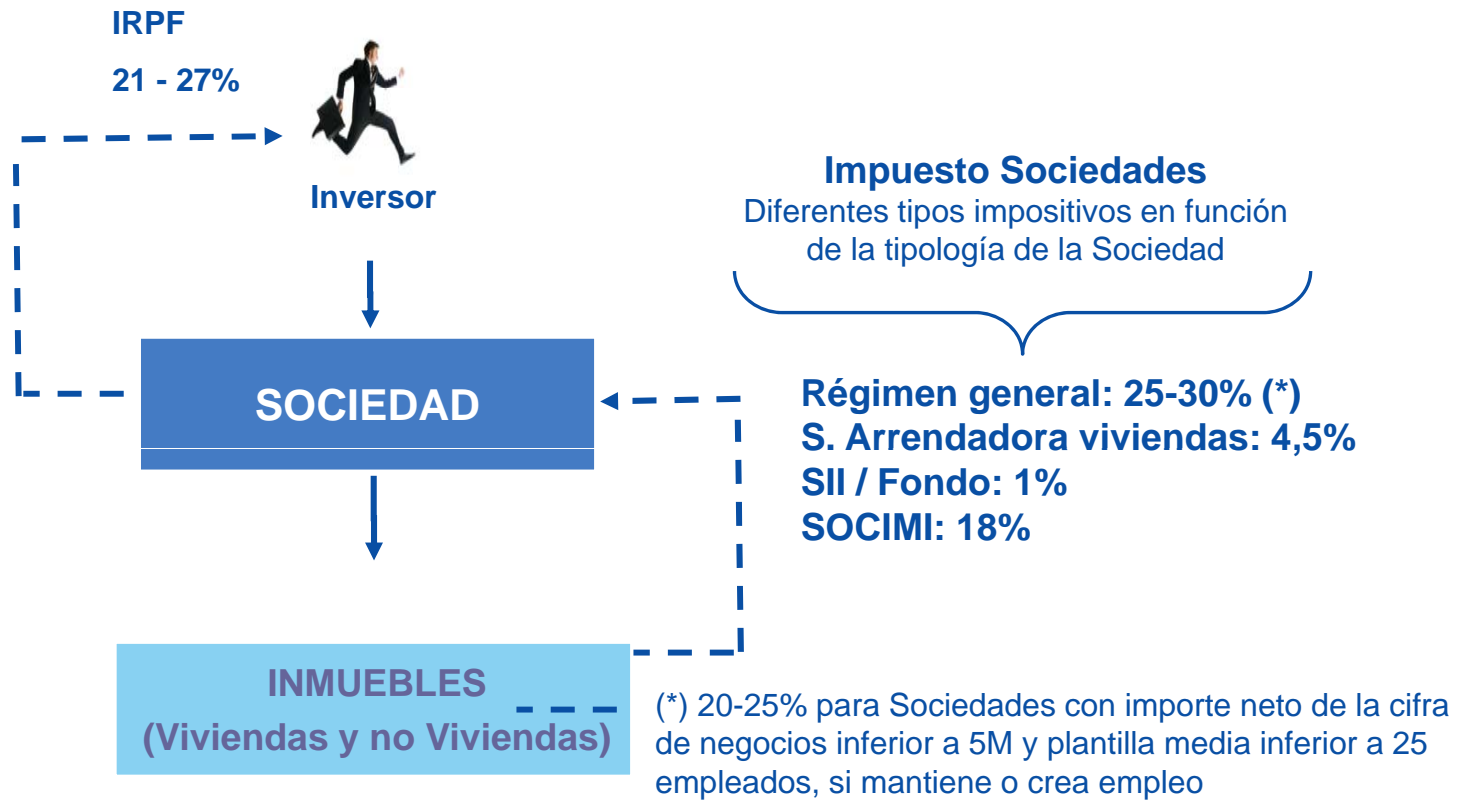 IRPF
21 - 27%
Inversor
Impuesto Sociedades
Diferentes tipos impositivos en función
de la tipología de la Sociedad
SOCIEDAD
Régimen general: 25-30% (*)
S. Arrendadora viviendas: 4,5%
SII / Fondo: 1%
SOCIMI: 18%
INMUEBLES
(Viviendas y no Viviendas)
(*) 20-25% para Sociedades con importe neto de la cifra
de negocios inferior a 5M y plantilla media inferior a 25
empleados, si mantiene o crea empleo